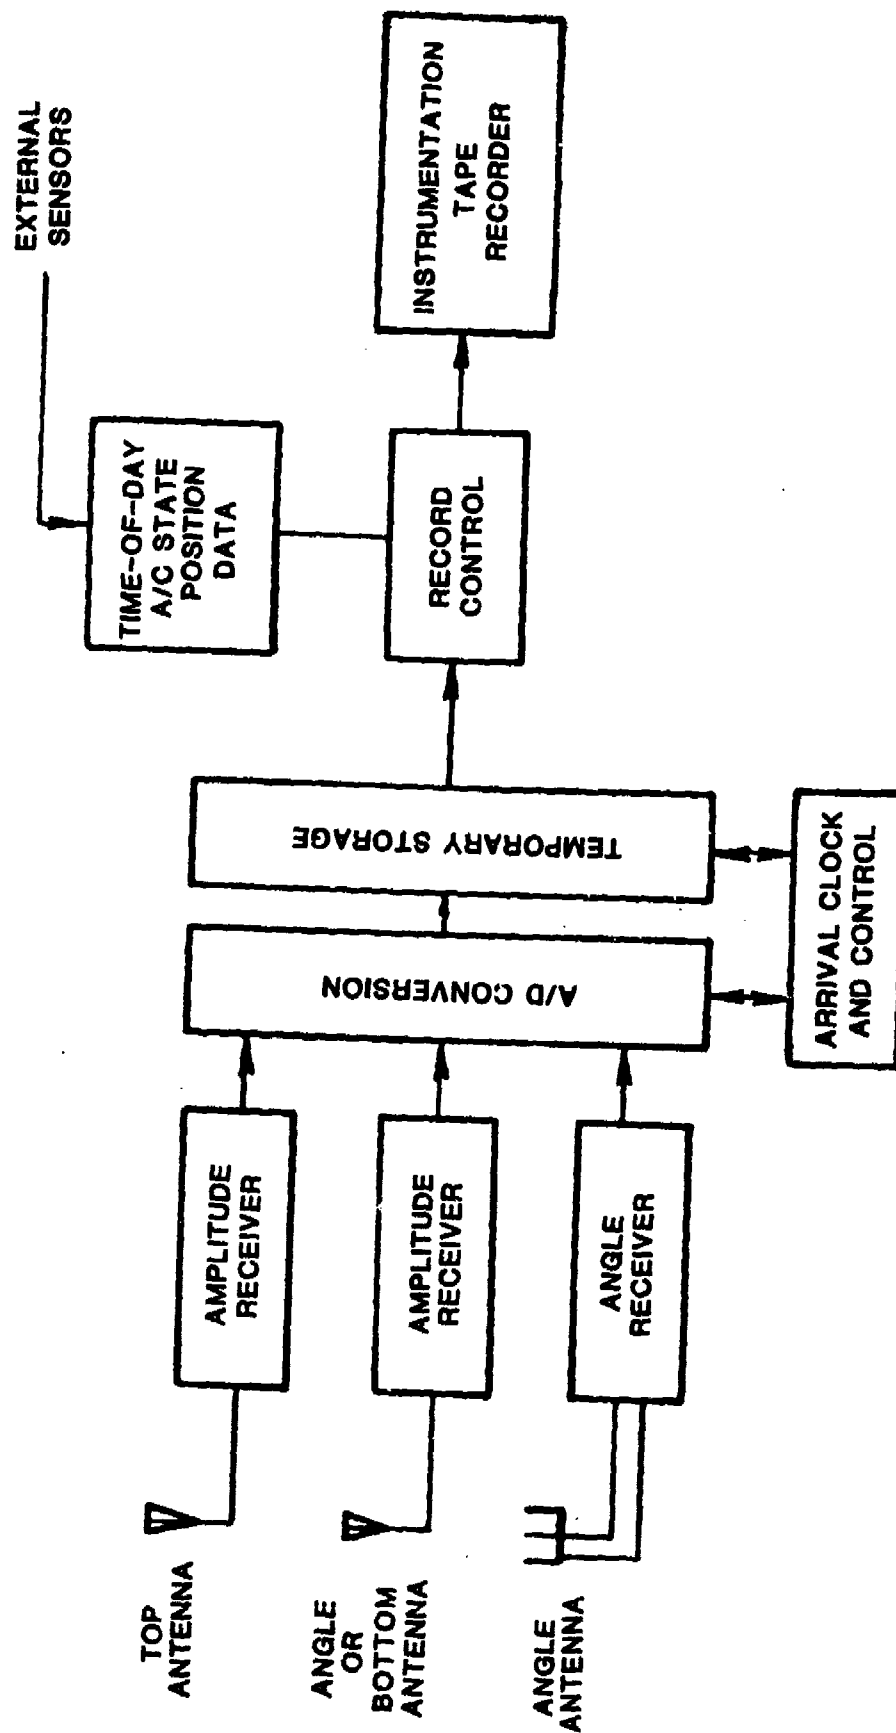 TOP
ANTENNA
ANGLE
OR
BOTTOM
ANTENNA
ANGLE
ANTENNA
AMPLITUDE
RECEIVER
AMPLITUDE
RECEIVER
ANGLE
RECEIVER
A/D CONVERSION
TEMPORARY STORAGE
ARRIVAL CLOCK
AND CONTROL
TIME-OF-DAY
A/C STATE
POSITION
DATA
EXTERNAL
SENSORS
RECORD
CONTROL
INSTRUMENTATION
TAPE
RECORDER